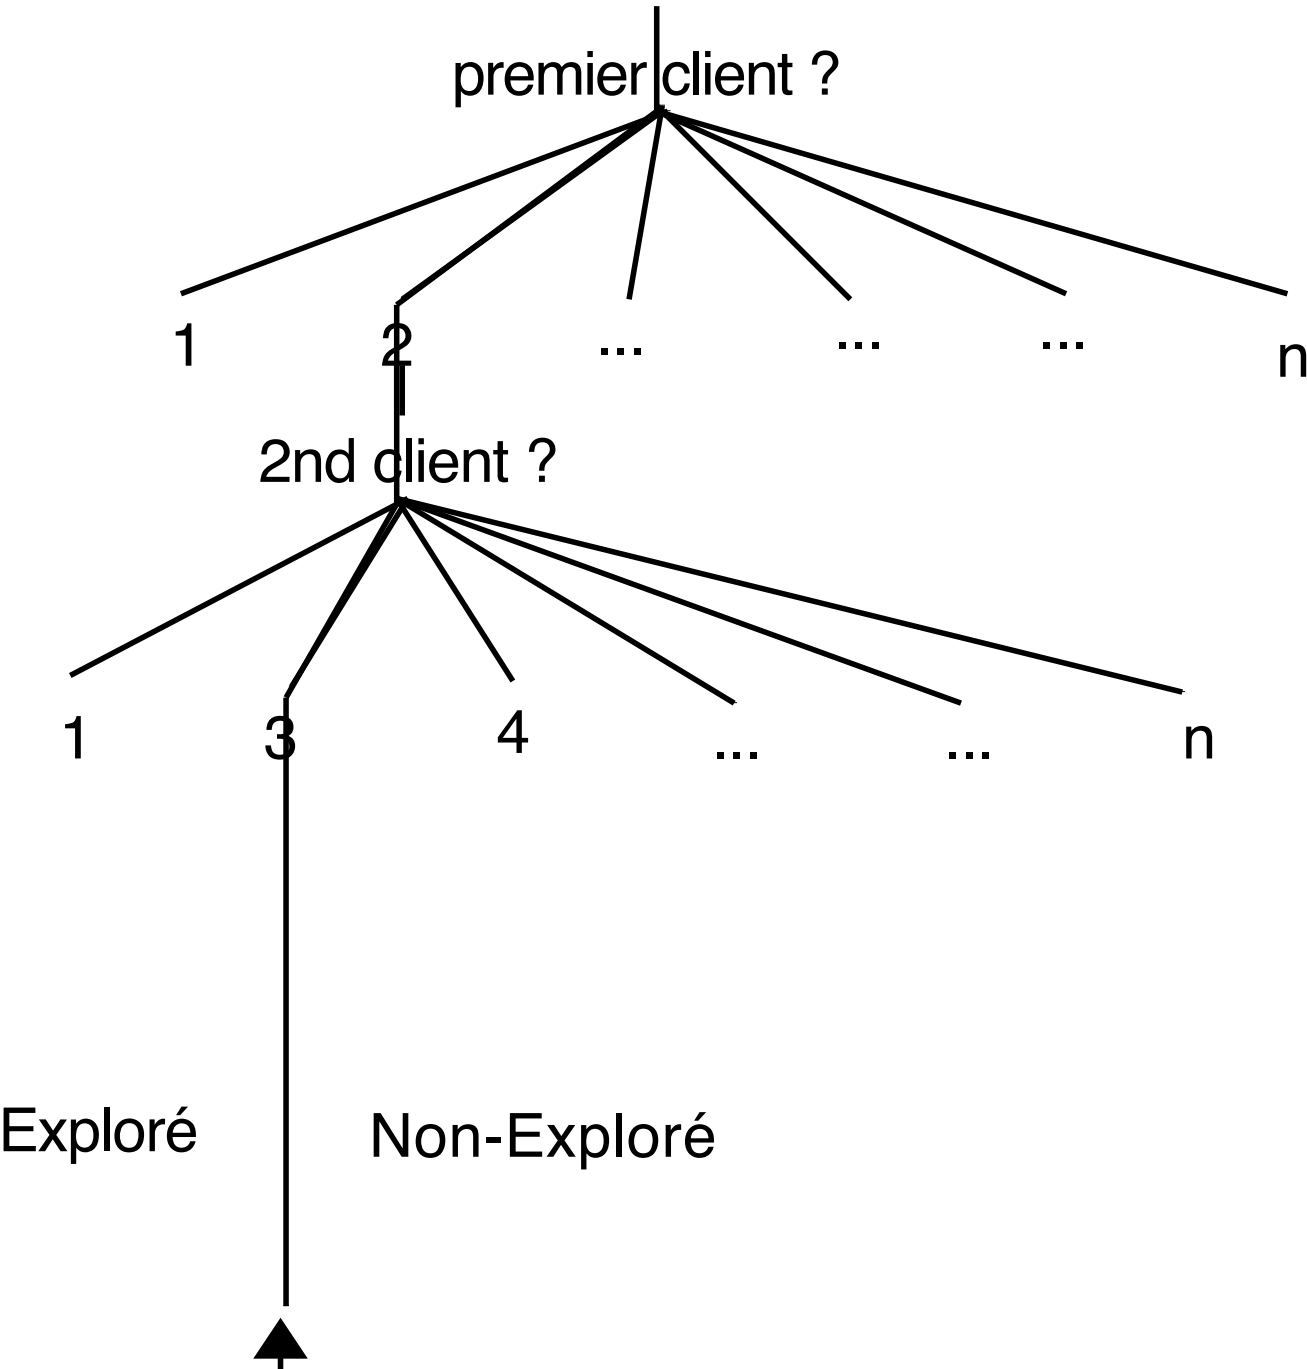 premier client ?
1 2 ... ... ... n
2nd client ?
1 3 4 ... ... n
Exploré Non-Exploré